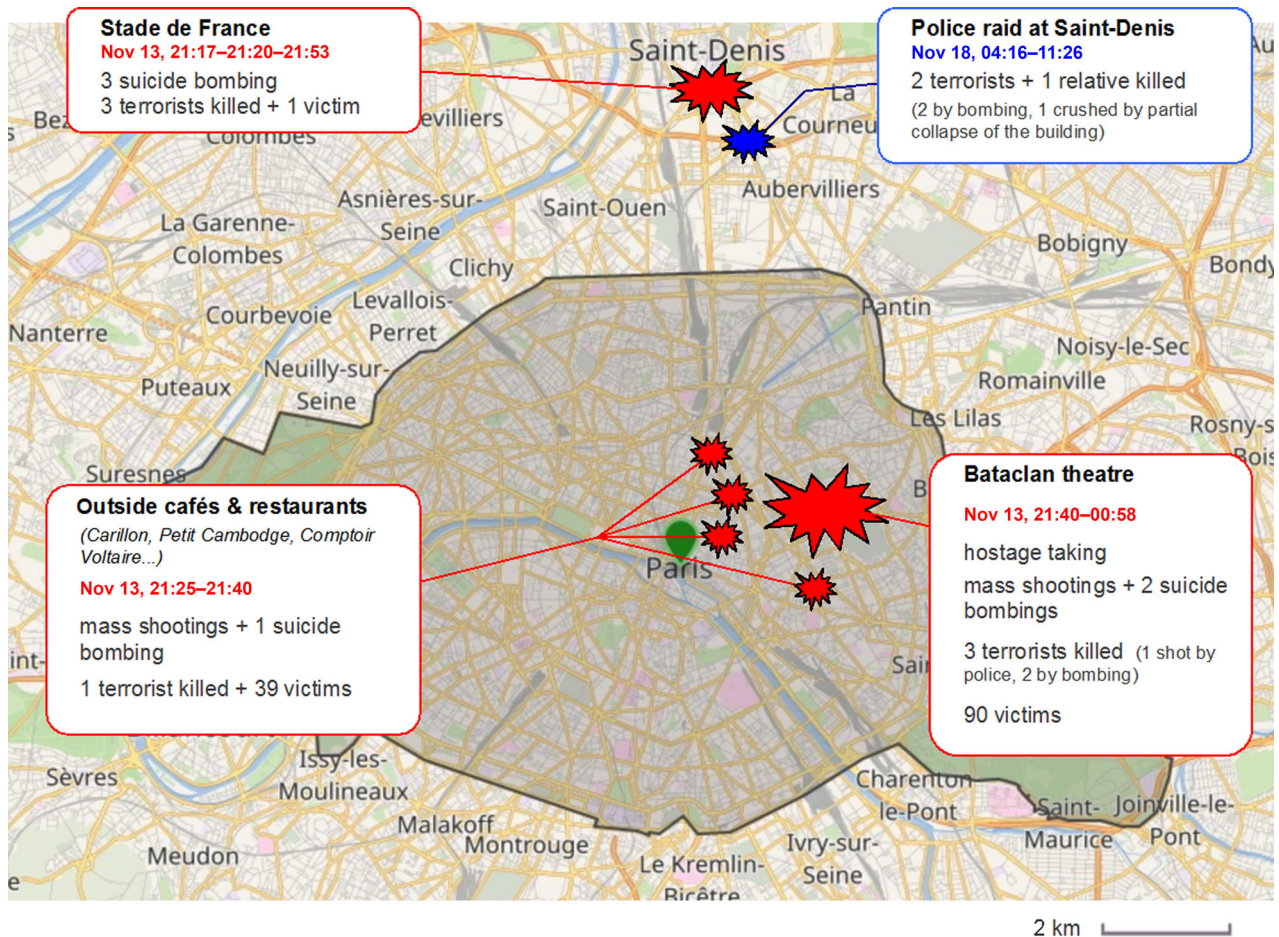 Stade de France
Nov 13, 21:17–21:20–21:53
3 suicide bombing
3 terrorists killed + 1 victim
Police raid at Saint-Denis
Nov 18, 04:16–11:26
2 terrorists + 1 relative killed
(2 by bombing, 1 crushed by partial
collapse of the building)
Saint-Denis
La
Courneu
Au
Bez
Colombes
evilliers
Aubervilliers
Asnières-sur-
Seine
Saint-Ouen
La Garenne-
Colombes
Clichy
Bobigny
Bondy
Levallois-
Perret
Courbevoie
Pantin
Nanterre
Noisy-le-Sec
Neuilly-sur-
Seine
Puteaux
Romainville
Les Lilas
Rosny-s
Bois
Suresnes
B
Outside cafés & restaurants
(Carillon, Petit Cambodge, Comptoir
Voltaire...)
Nov 13, 21:25–21:40
mass shootings + 1 suicide
bombing
1 terrorist killed + 39 victims
Paris
Bataclan theatre
Nov 13, 21:40–00:58
hostage taking
mass shootings + 2 suicide
bombings
3 terrorists killed (1 shot by
police, 2 by bombing)
90 victims
int-
Sai
Sèvres
Issy-les-
Moulineaux
Charenton
le-Pont
Saint-
Maurice
Joinville-le-
Pont
Malakoff
Montrouge
Meudon
Ivry-sur-
Seine
Le Kremlin-
Bicêtre
e
2 km